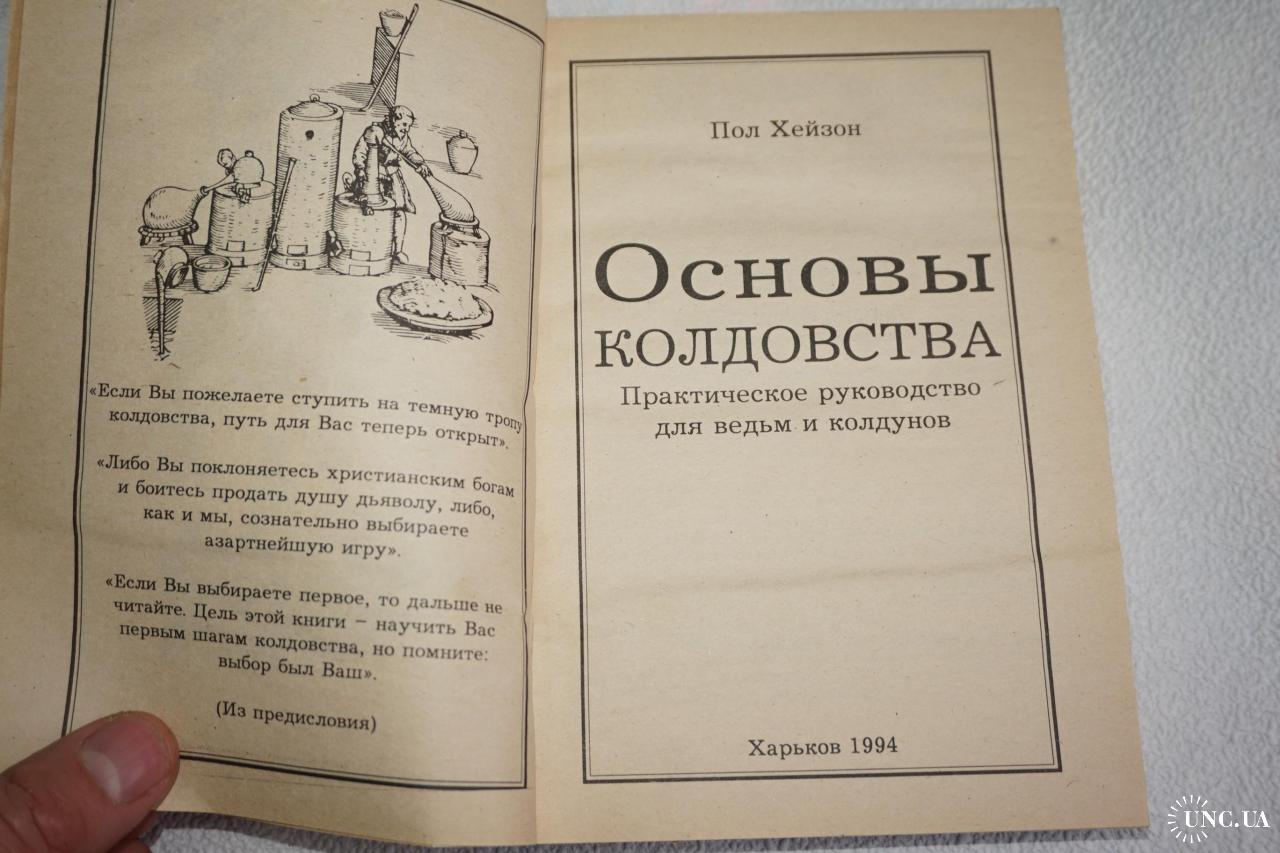 «Если Вы пожелаете ступить на темную тропу
колдовства, путь для Вас теперь открыт».
«Либо Вы поклоняетесь христианским богам
и боитесь продать душу дьяволу, либо,
как и мы, сознательно выбираете
азартнейшую игру».
«Если Вы выбираете первое, то дальше не
читайте. Цель этой книги – научить Вас
первым шагам колдовства, но помните:
выбор был Ваш».
(Из предисловия)
Пол Хейзон
Основы
КОЛДОВСТВА
Практическое руководство
для ведьм и колдунов
Харьков 1994
UNC.UA